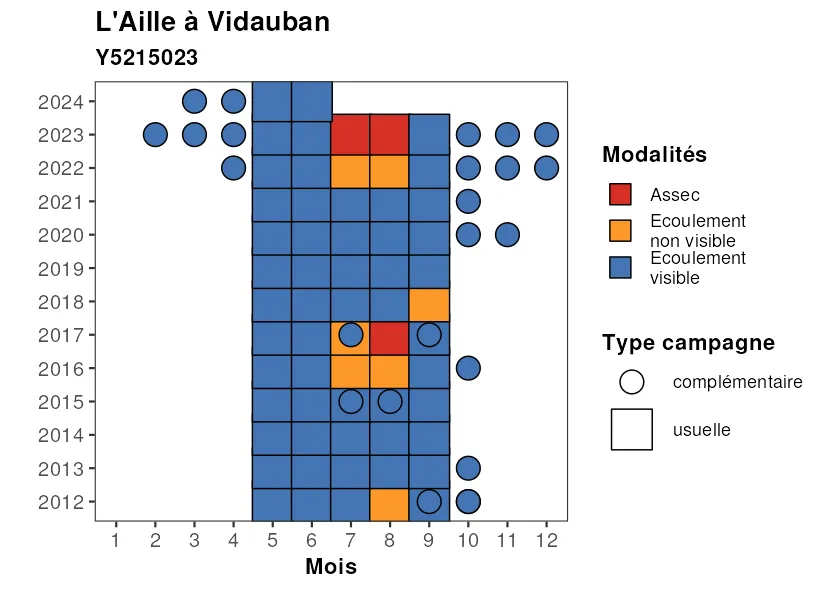 L'Aille à Vidauban
Y5215023
2024
2023
2022
2021
2020
2019
2018
2017
2016
2015
2014
2013
2012
1 2 3 4 5 6 7 8 9 10 11 12
Mois
Modalités
Assec
Ecoulement
non visible
Ecoulement
visible
Type campagne
complémentaire
usuelle